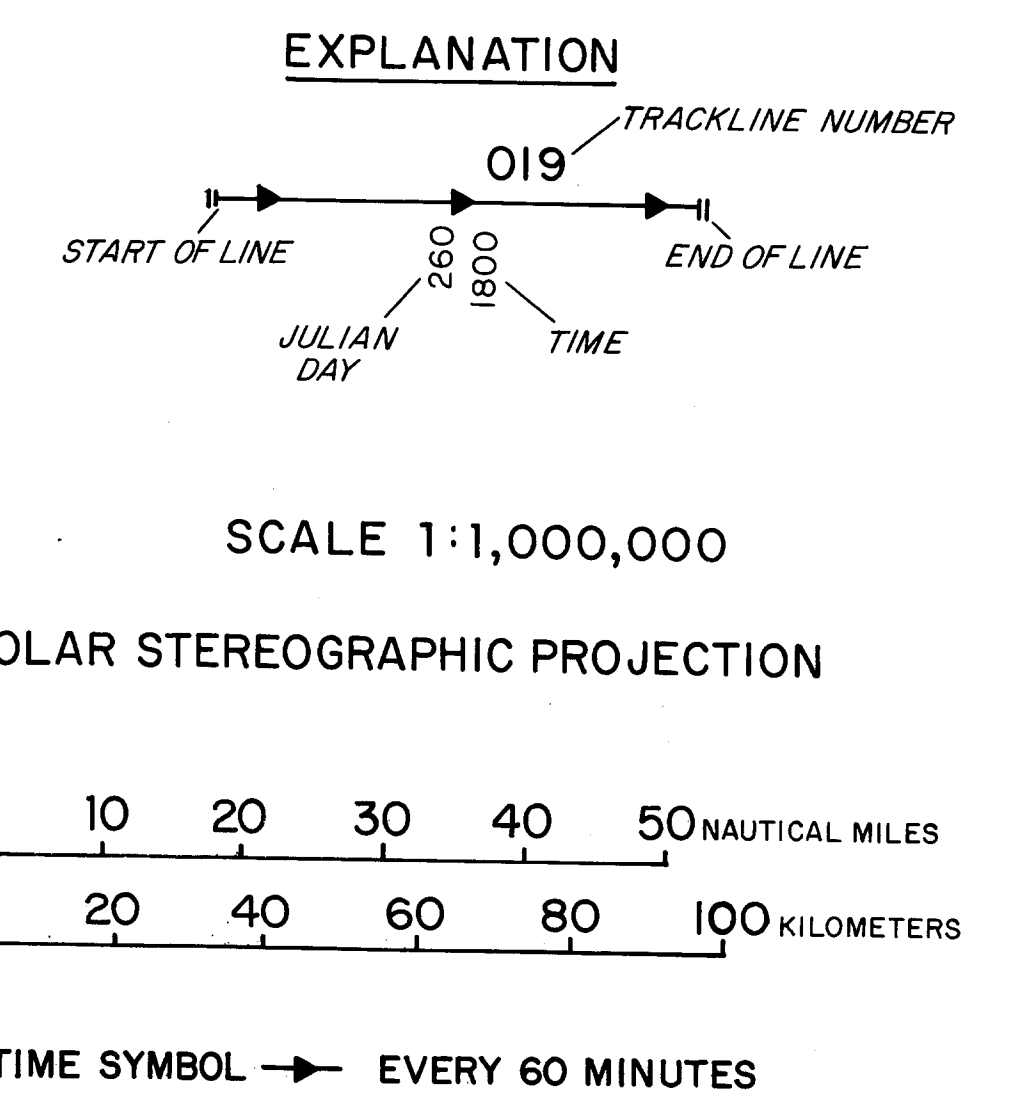 EXPLANATION
TRACKLINE NUMBER
019
START OF LINE
END OF LINE
260
1800
JULIAN
DAY
TIME
SCALE 1:1,000,000
OLAR STEREOGRAPHIC PROJECTION
10 20 30 40 50 NAUTICAL MILES
20 40 60 80 100 KILOMETERS
TIME SYMBOL EVERY 60 MINUTES